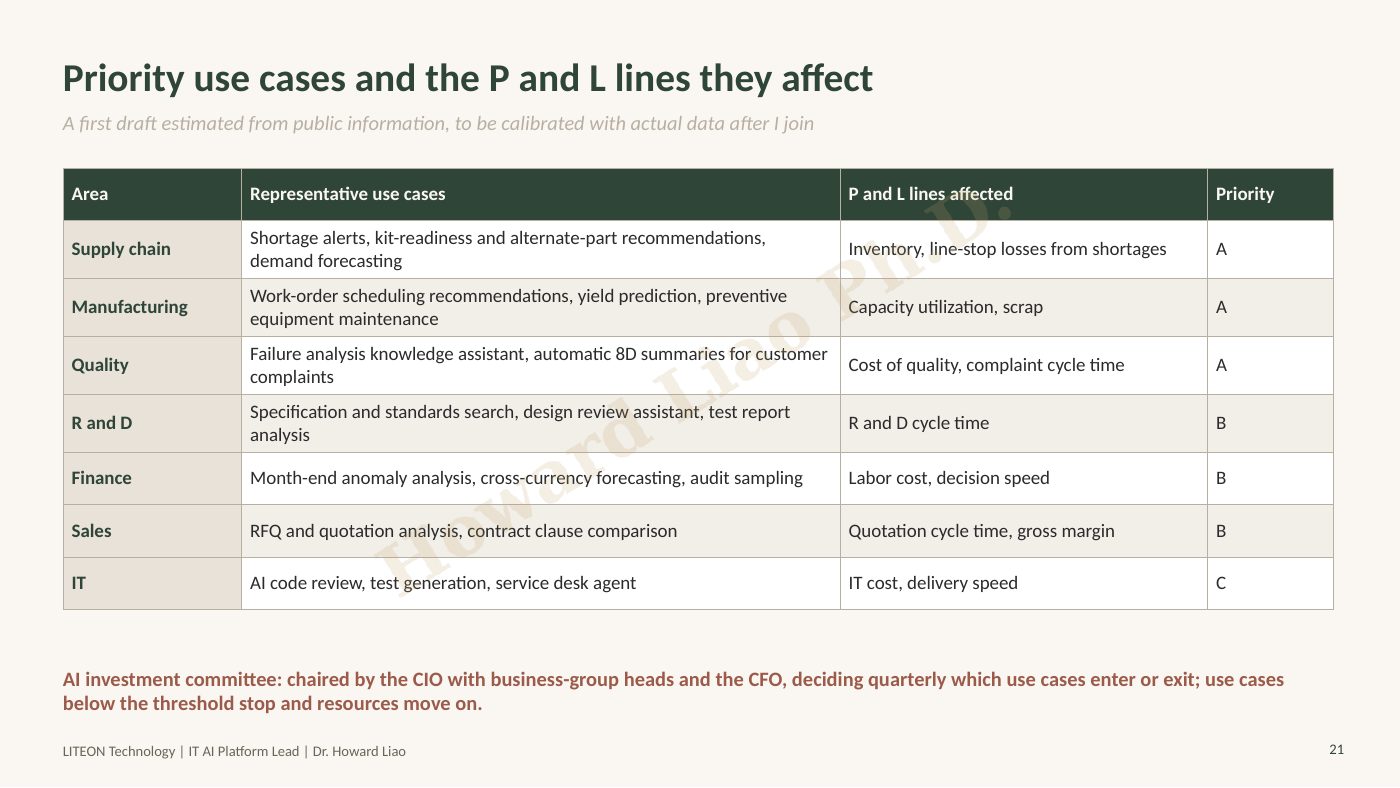 Priority use cases and the P and L lines they affect
A first draft estimated from public information, to be calibrated with actual data after I join
Area
Representative use cases
P and L lines affected
Priority
Supply chain
Shortage alerts, kit-readiness and alternate-part recommendations,
demand forecasting
Inventory, line-stop losses from shortages
A
Manufacturing
Work-order scheduling recommendations, yield prediction, preventive
equipment maintenance
Capacity utilization, scrap
A
Quality
Failure analysis knowledge assistant, automatic 8D summaries for customer
complaints
Cost of quality, complaint cycle time
A
R and D
Specification and standards search, design review assistant, test report
analysis
R and D cycle time
B
Finance
Month-end anomaly analysis, cross-currency forecasting, audit sampling
Labor cost, decision speed
B
Sales
RFQ and quotation analysis, contract clause comparison
Quotation cycle time, gross margin
B
IT
AI code review, test generation, service desk agent
IT cost, delivery speed
C
Howard Liao Ph.D.
AI investment committee: chaired by the CIO with business-group heads and the CFO, deciding quarterly which use cases enter or exit; use cases
below the threshold stop and resources move on.
LITEON Technology | IT AI Platform Lead | Dr. Howard Liao
21